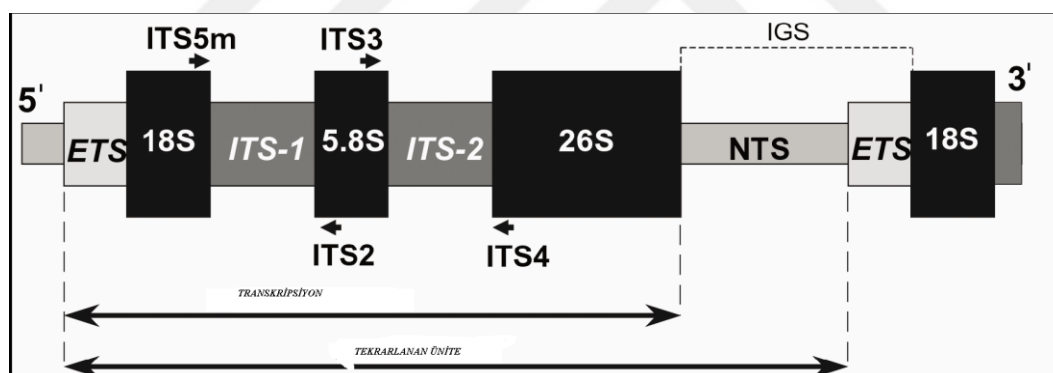 ITS5m ITS3 IGS
5' 3'
ETS 18S ITS-1 5.8S ITS-2 26S NTS ETS 18S
ITS2 ITS4
TRANSKRİPSİYON
TEKRARLANAN ÜNİTE